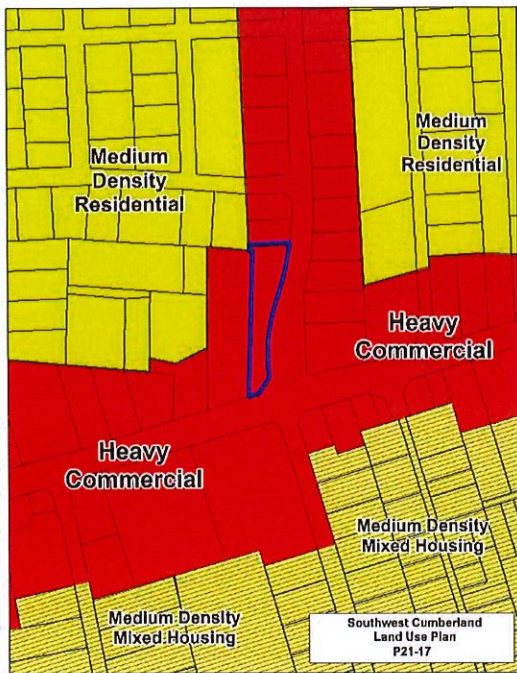 Medium
Density
Residential
Medium
Density
Residential
Heavy
Commercial
Heavy
Commercial
Medium Density
Mixed Housing
Medium Density
Mixed Housing
Southwest Cumberland
Land Use Plan
P21-17